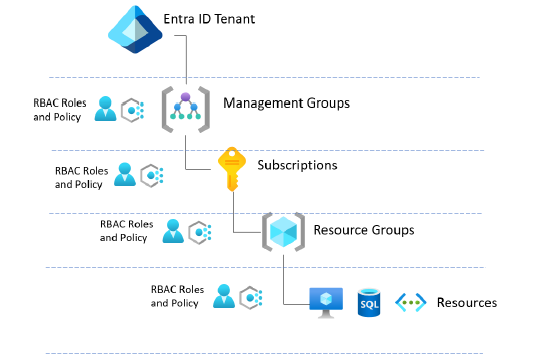 Entra ID Tenant
RBAC Roles
and Policy
Management Groups
RBAC Roles
and Policy
Subscriptions
RBAC Roles
and Policy
Resource Groups
RBAC Roles
and Policy
SQL
Resources